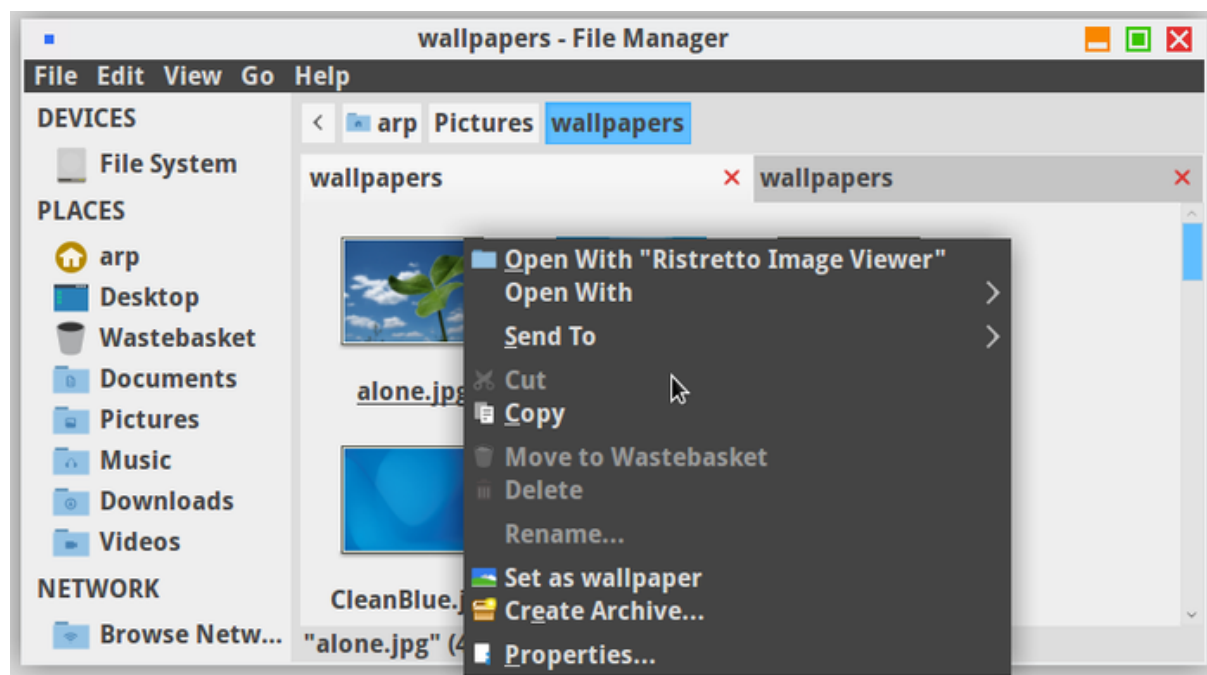 wallpapers - File Manager
File Edit View Go Help
DEVICES
File System
PLACES
arp
Desktop
Wastebasket
Documents
Pictures
Music
Downloads
Videos
NETWORK
Browse Netw...
arp Pictures wallpapers
wallpapers
wallpapers
alone.jpg
CleanBlue.j
"alone.jpg" (4
Open With "Ristretto Image Viewer"
Open With
Send To
Cut
Copy
Move to Wastebasket
Delete
Rename...
Set as wallpaper
Create Archive...
Properties...